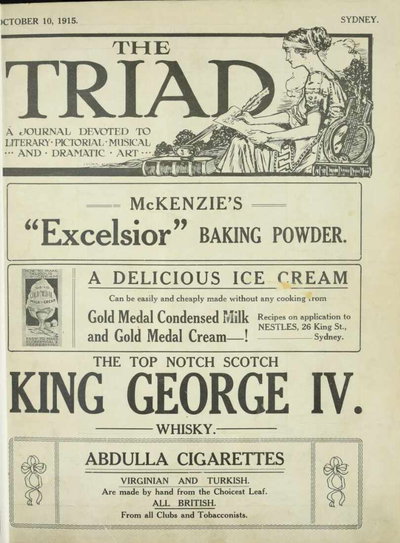 OCTOBER 10, 1915.
SYDNEY.
THE
TRIAD
A JOURNAL DEVOTED TO
LITERARY · PICTORIAL · MUSICAL
··· AND · DRAMATIC · ART ···
McKENZIE'S
"Excelsior" BAKING POWDER.
A DELICIOUS ICE CREAM
Can be easily and cheaply made without any cooking from
Gold Medal Condensed Milk
and Gold Medal Cream—!
Recipes on application to
NESTLES, 26 King St.,
Sydney.
THE TOP NOTCH SCOTCH
KING GEORGE IV.
WHISKY.
ABDULLA CIGARETTES
VIRGINIAN AND TURKISH.
Are made by hand from the Choicest Leaf.
ALL BRITISH.
From all Clubs and Tobacconists.